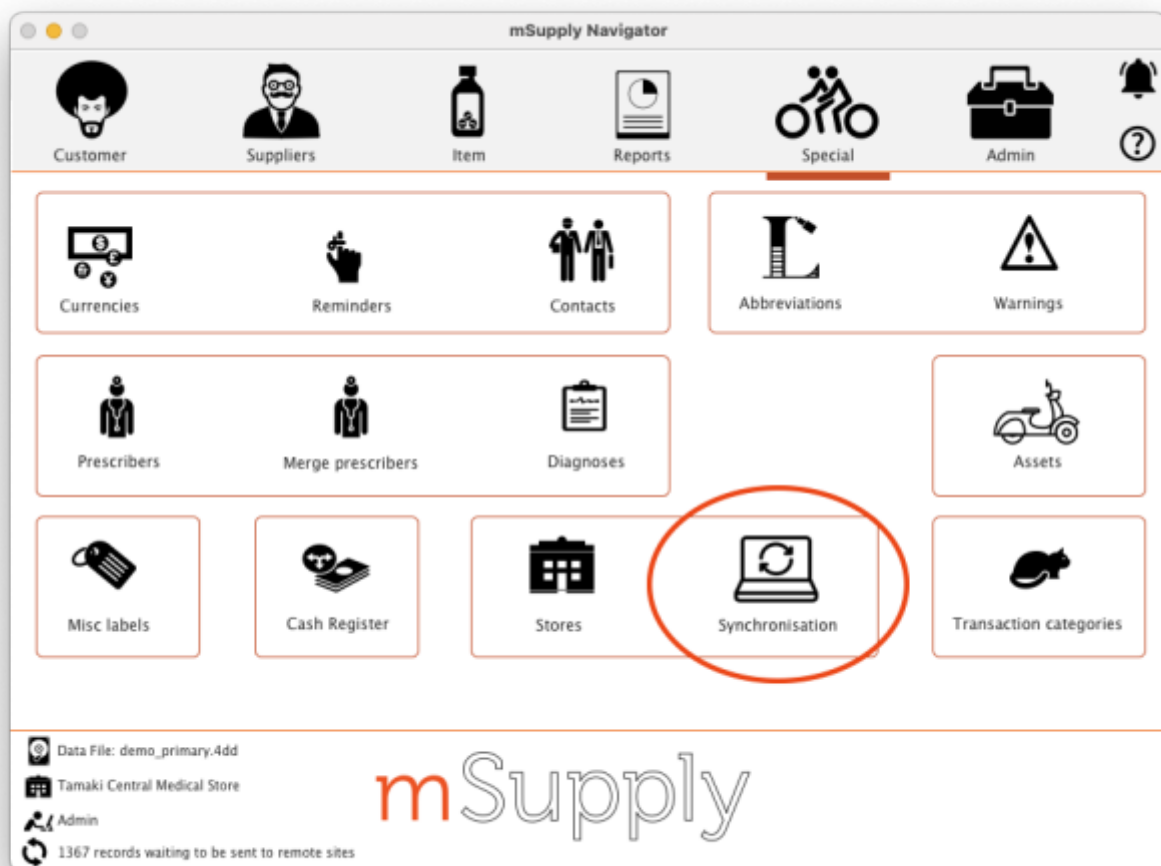 mSupply Navigator
Customer
Suppliers
Item
Reports
Special
Admin
?
Currencies
Reminders
Contacts
Abbreviations
Warnings
Prescribers
Merge prescribers
Diagnoses
Assets
Misc labels
Cash Register
Stores
Synchronisation
Transaction categories
Data File: demo_primary.4dd
Tamaki Central Medical Store
Admin
1367 records waiting to be sent to remote sites
mSupply